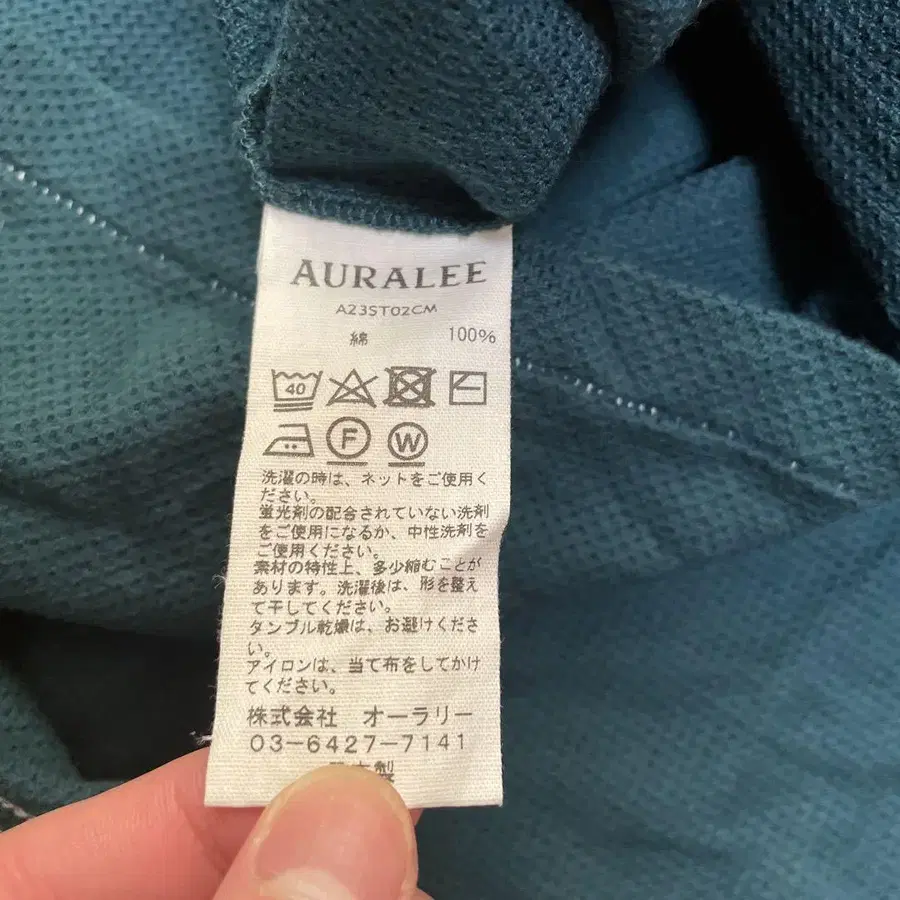 AURALEE
A23ST02CM
綿 100%
40
F W
洗濯の時は、ネットをご使用く
ださい。
蛍光剤の配合されていない洗剤
をご使用になるか、中性洗剤を
ご使用ください。
素材の特性上、多少縮むことが
あります。洗濯後は、形を整え
て干してください。
タンブル乾燥は、お避けくださ
い。
アイロンは、当て布をしてかけ
てください。
株式会社 オーラリー
03-6427-7141